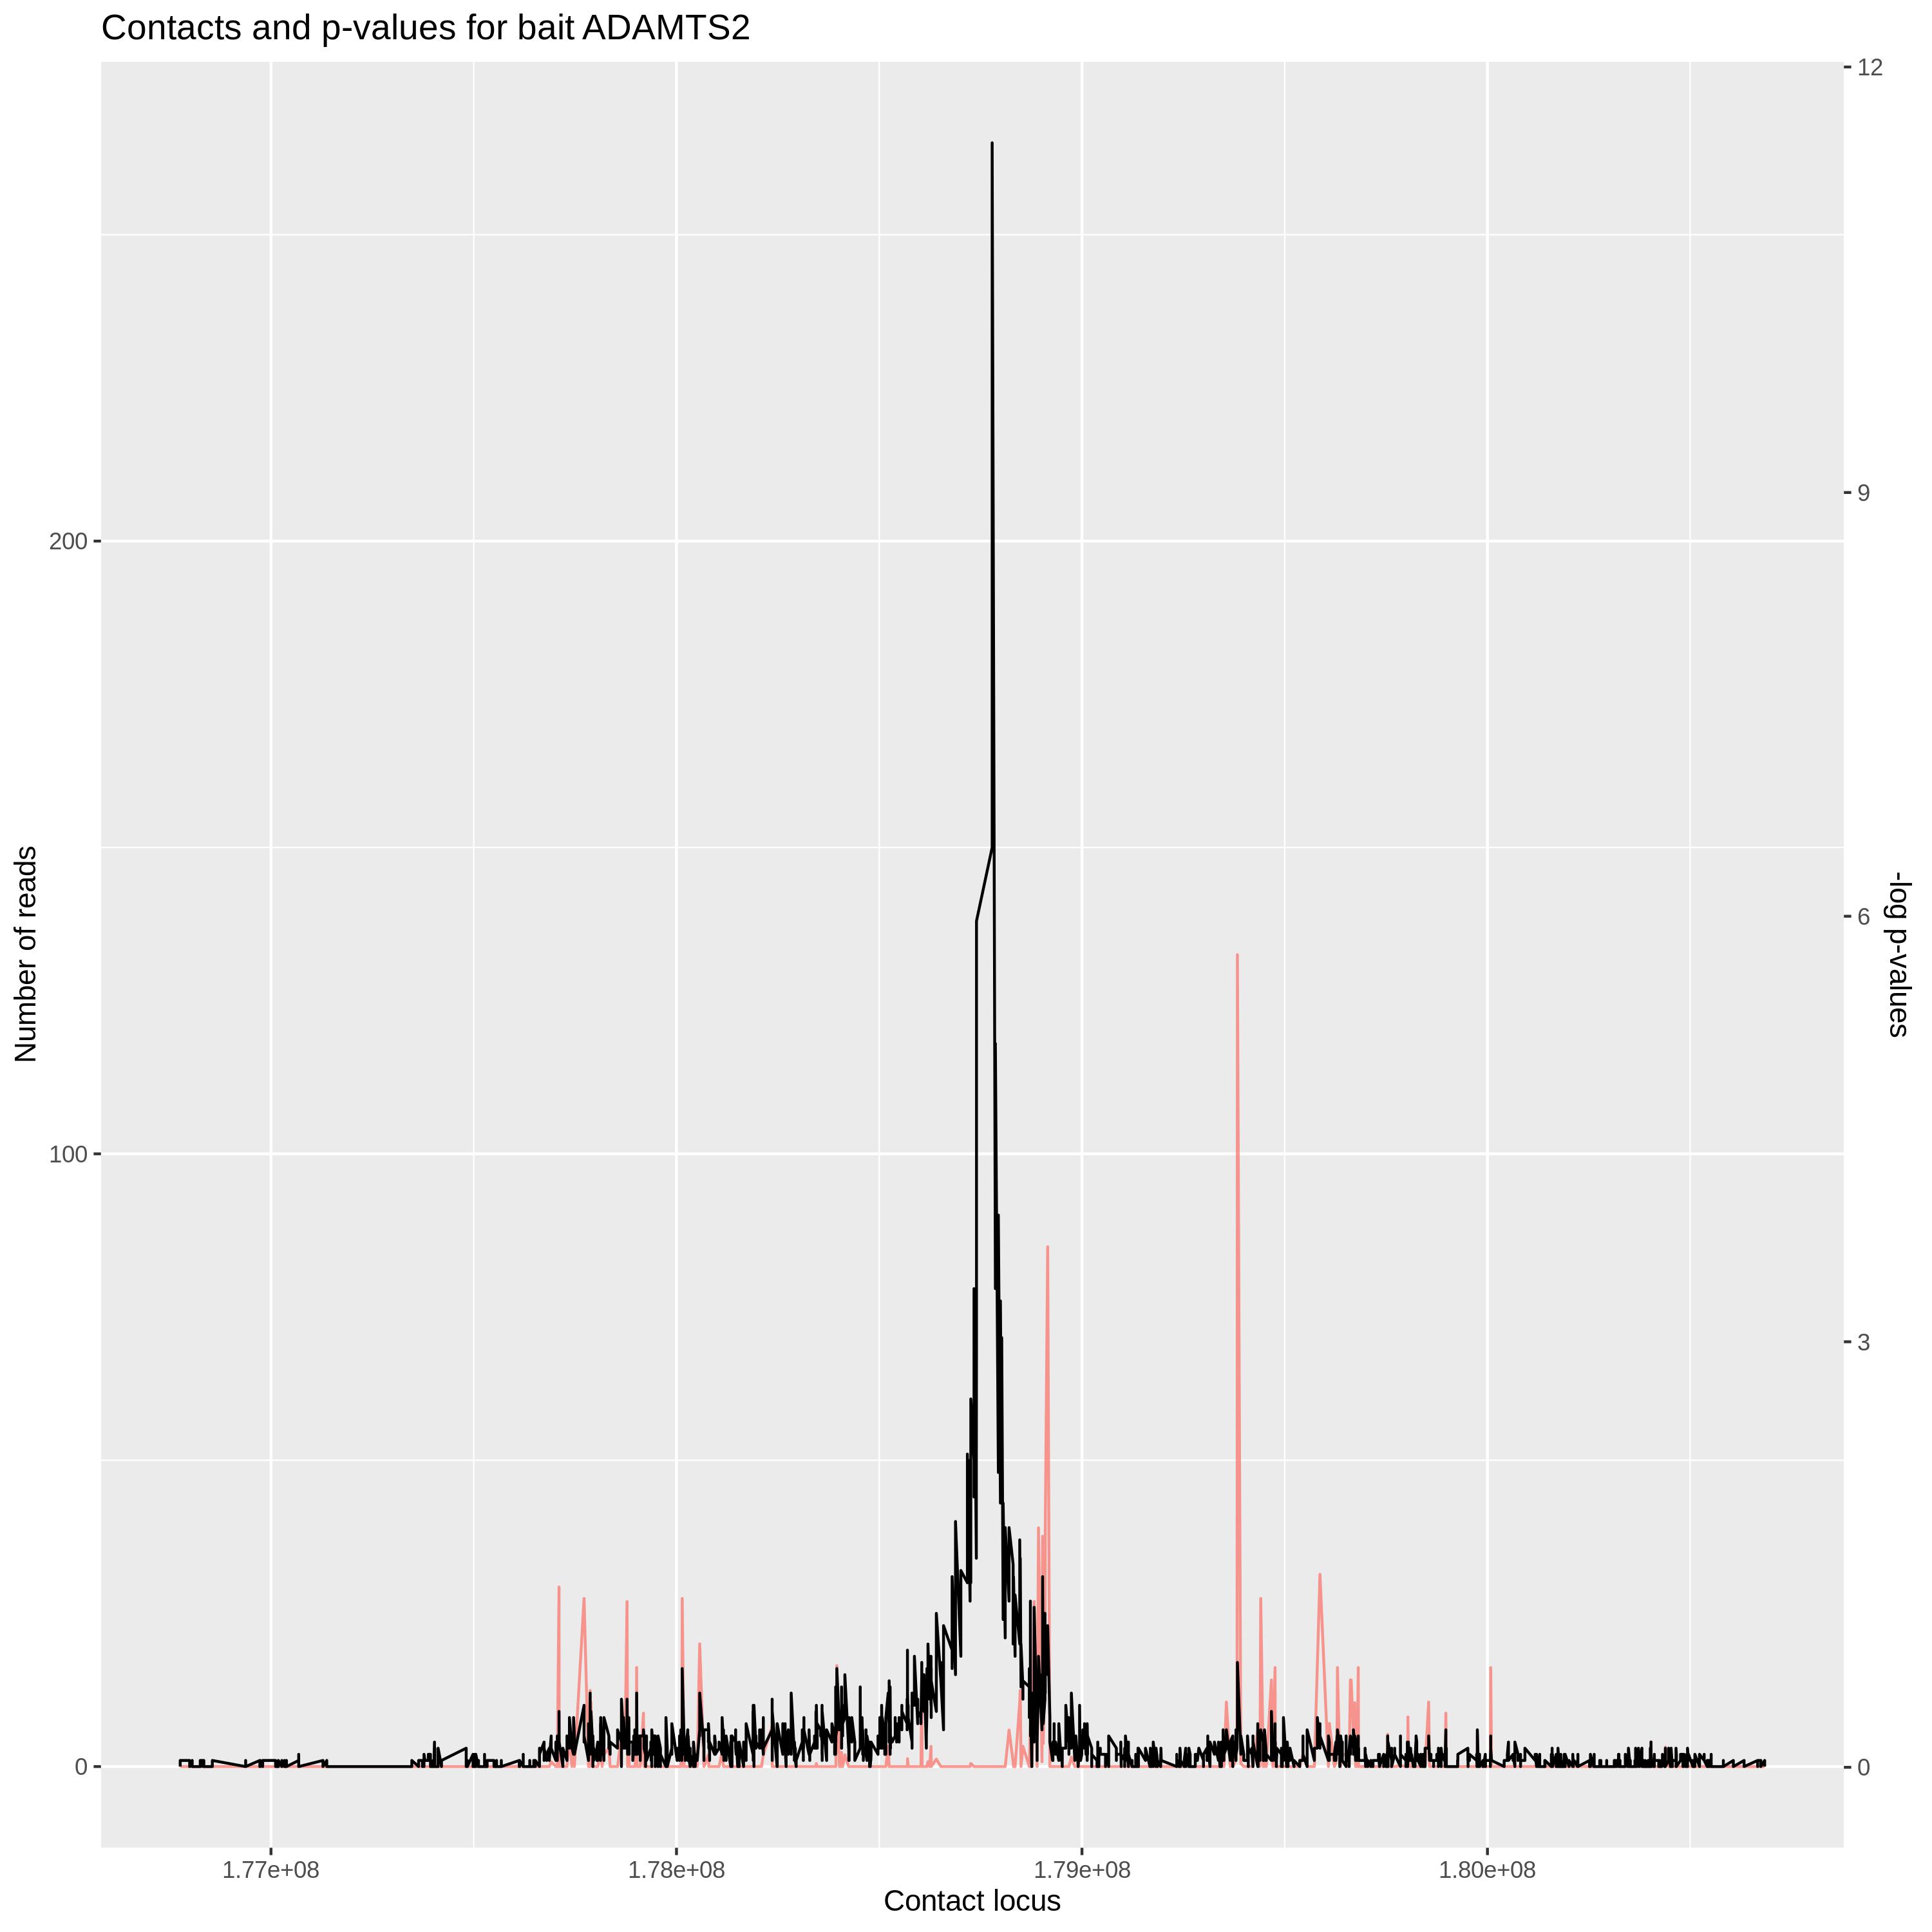 Contacts and p-values for bait ADAMTS2
12
9
200
Number of reads
-log p-values
6
100
3
0
0
1.77e+08
1.78e+08
1.79e+08
1.80e+08
Contact locus